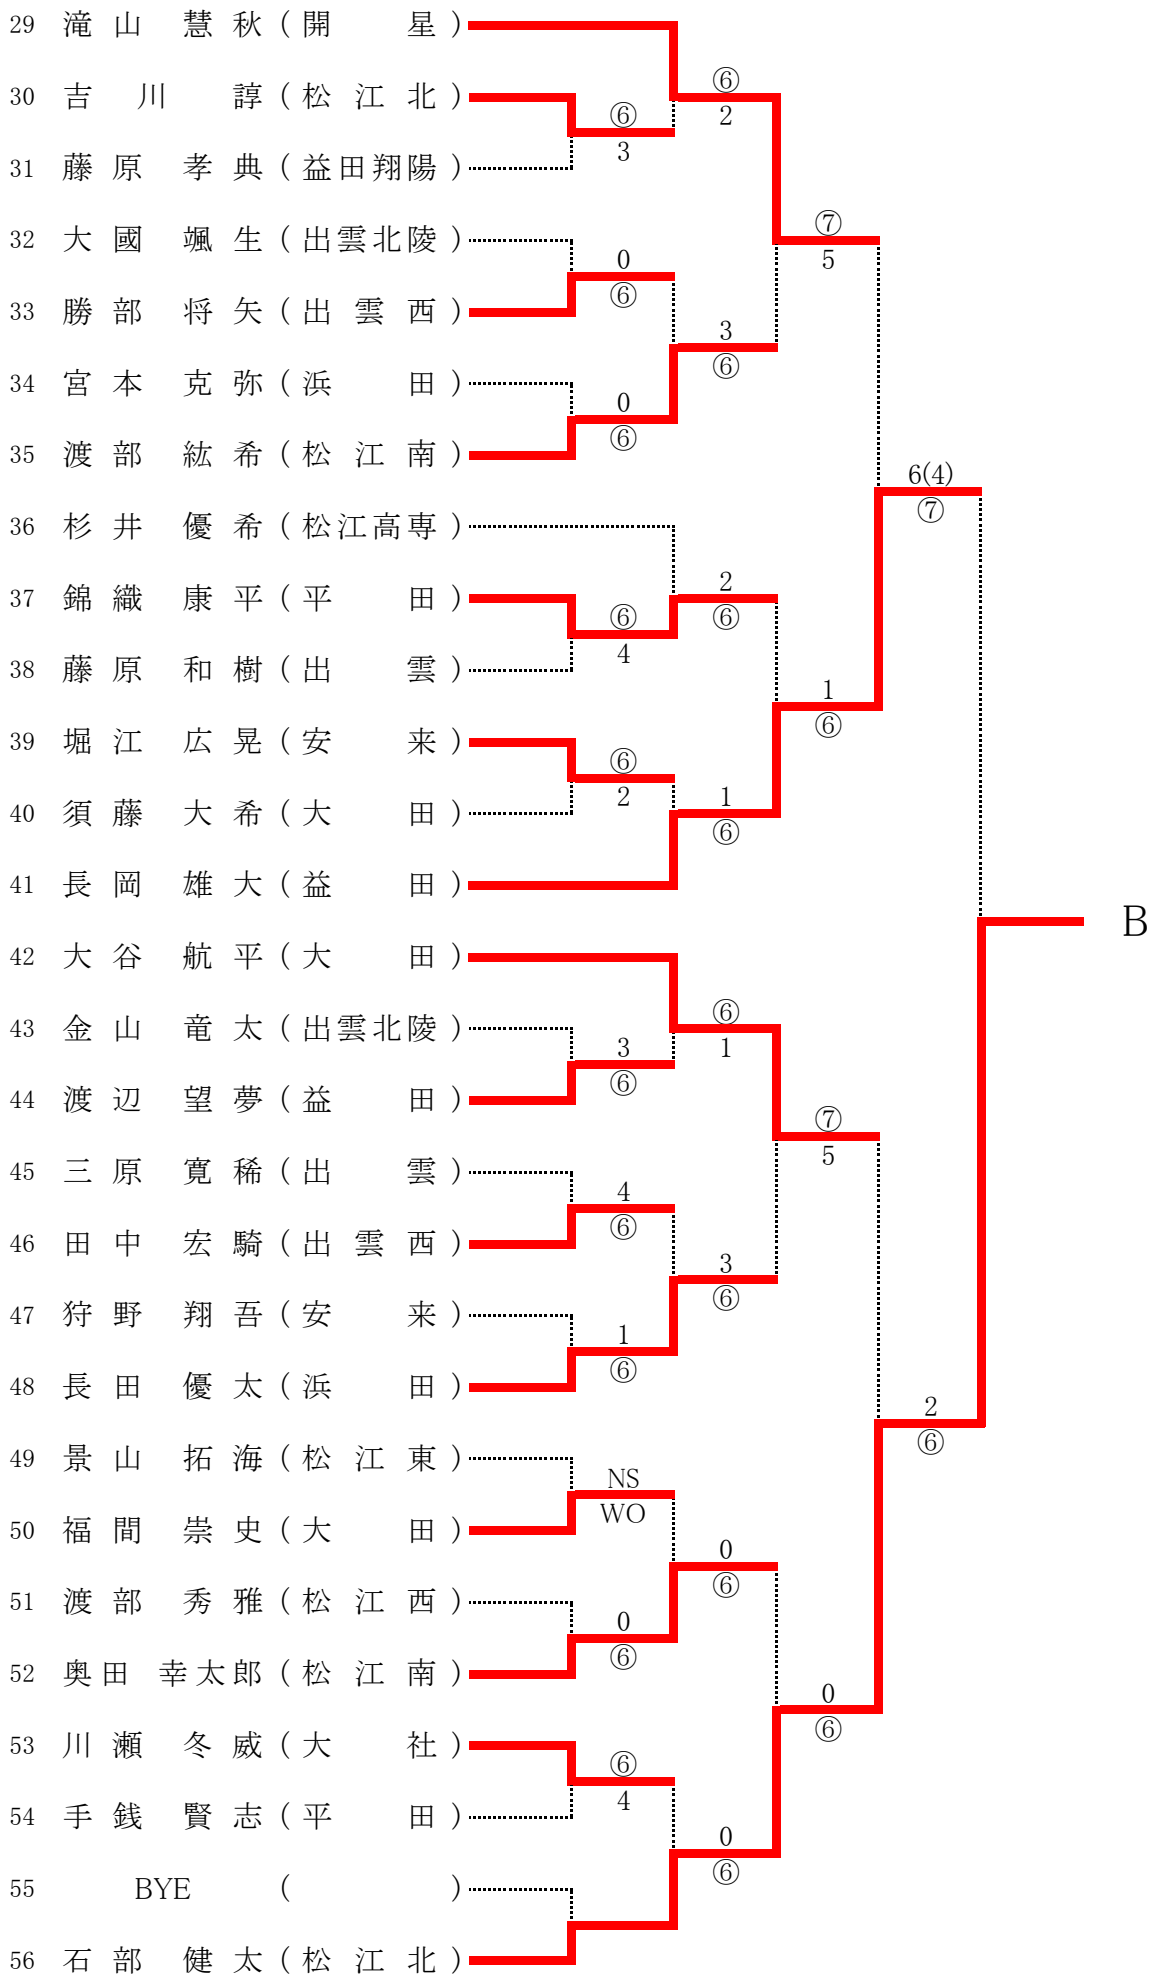 29 滝山 慧秋(開 星)
⑥
30 吉川 諄(松江北)
⑥ 2
3
31 藤原 孝典(益田翔陽)
⑦
32 大國 颯生(出雲北陵)
0 5
⑥
33 勝部 将矢(出雲西)
3
⑥
34 宮本 克弥(浜 田)
0
⑥
35 渡部 紘希(松江南)
6(4)
⑦
36 杉井 優希(松江高専)
2
37 錦織 康平(平 田)
⑥ ⑥
4
38 藤原 和樹(出 雲)
1
⑥
39 堀江 広晃(安 来)
⑥
2 1
40 須藤 大希(大 田)
⑥
41 長岡 雄大(益 田)
B
42 大谷 航平(大 田)
⑥
43 金山 竜太(出雲北陵)
3 1
⑥
44 渡辺 望夢(益 田)
⑦
5
45 三原 寛稀(出 雲)
4
⑥
46 田中 宏騎(出雲西)
3
⑥
47 狩野 翔吾(安 来)
1
⑥
48 長田 優太(浜 田)
2
⑥
49 景山 拓海(松江東)
NS
WO
50 福間 崇史(大 田)
0
⑥
51 渡部 秀雅(松江西)
0
⑥
52 奥田 幸太郎(松江南)
0
⑥
53 川瀬 冬威(大 社)
⑥
4
54 手銭 賢志(平 田)
0
⑥
55 BYE ( )
56 石部 健太(松江北)